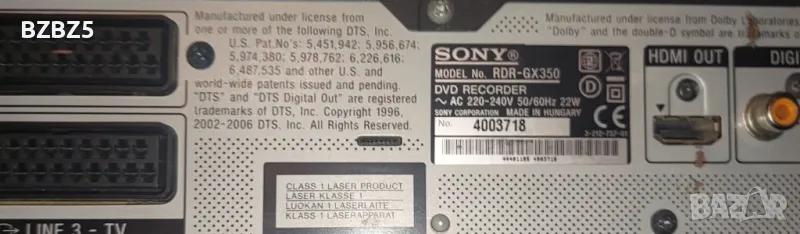 BZBZ5
Manufactured under license from
one or more of the following DTS, Inc.
U.S. Pat.No's: 5,451,942; 5,956,674;
5,974,380; 5,978,762; 6,226,616;
6,487,535 and other U.S. and
world-wide patents issued and pending.
"DTS" and "DTS Digital Out" are registered
trademarks of DTS, Inc. Copyright 1996,
2002-2006 DTS, Inc. All Rights Reserved.
LINE 3 - TV
CLASS 1 LASER PRODUCT
LASER KLASSE 1
LUOKAN 1 LASERLAITE
KLASS 1 LASERAPPARAT
Manufactured under license from Dolby Laboratories
"Dolby" and the double-D symbol are trademarks of
SONY®
MODEL No. RDR-GX350
DVD RECORDER
~ AC 220-240V 50/60Hz 22W
SONY CORPORATION MADE IN HUNGARY
No. 4003718
HDMI OUT
DIGI
bazar.bg